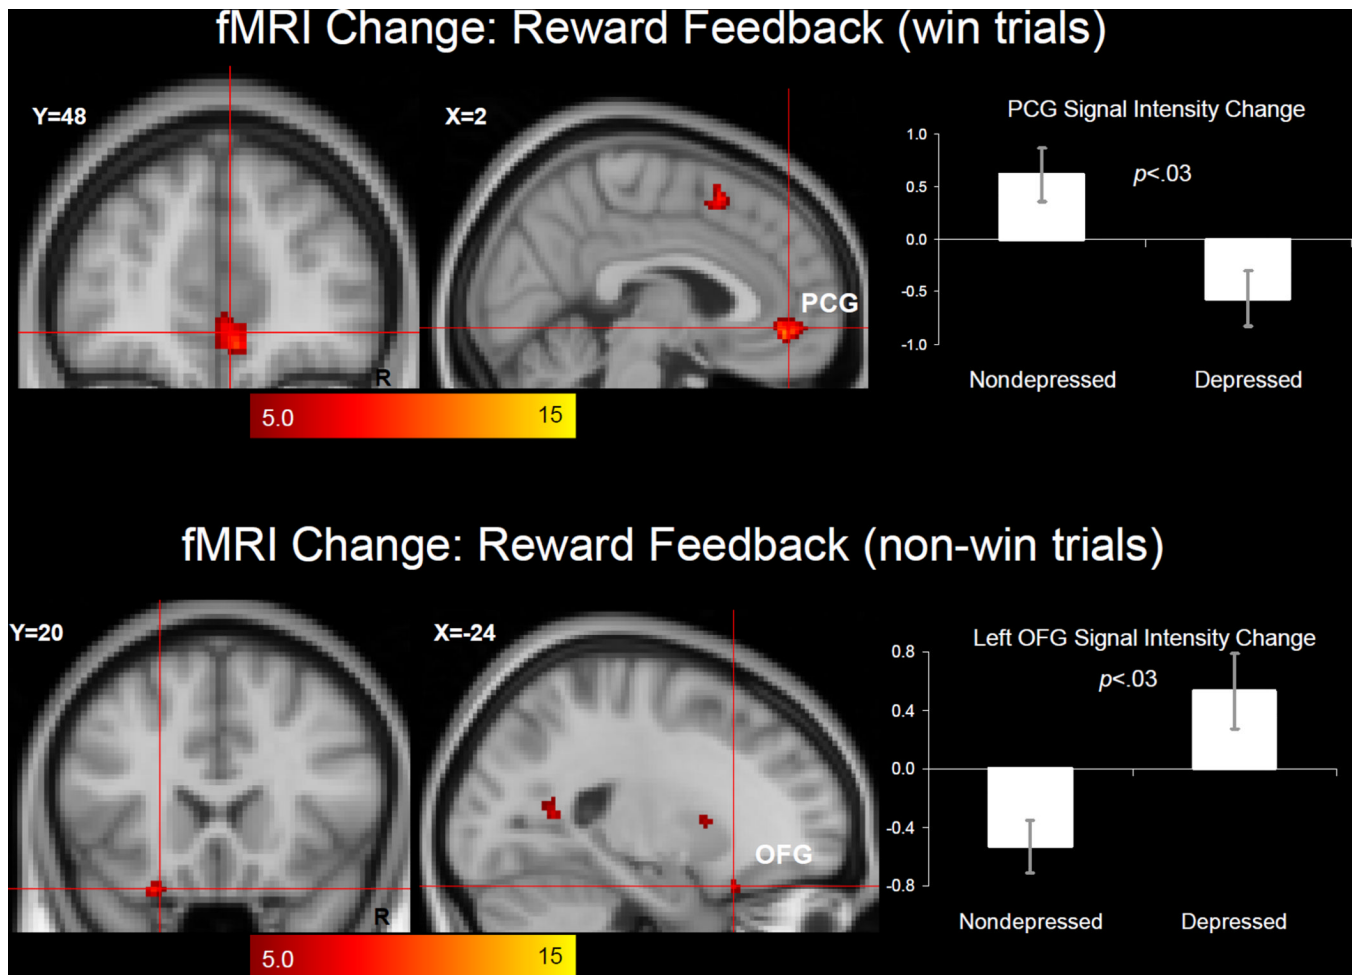 fMRI Change: Reward Feedback (win trials)
Y=48
X=2
PCG
R
5.0
15
PCG Signal Intensity Change
p<.03
1.0
0.5
0.0
-0.5
-1.0
Nondepressed
Depressed
fMRI Change: Reward Feedback (non-win trials)
Y=20
X=-24
OFG
R
5.0
15
Left OFG Signal Intensity Change
p<.03
0.8
0.4
0.0
-0.4
-0.8
Nondepressed
Depressed